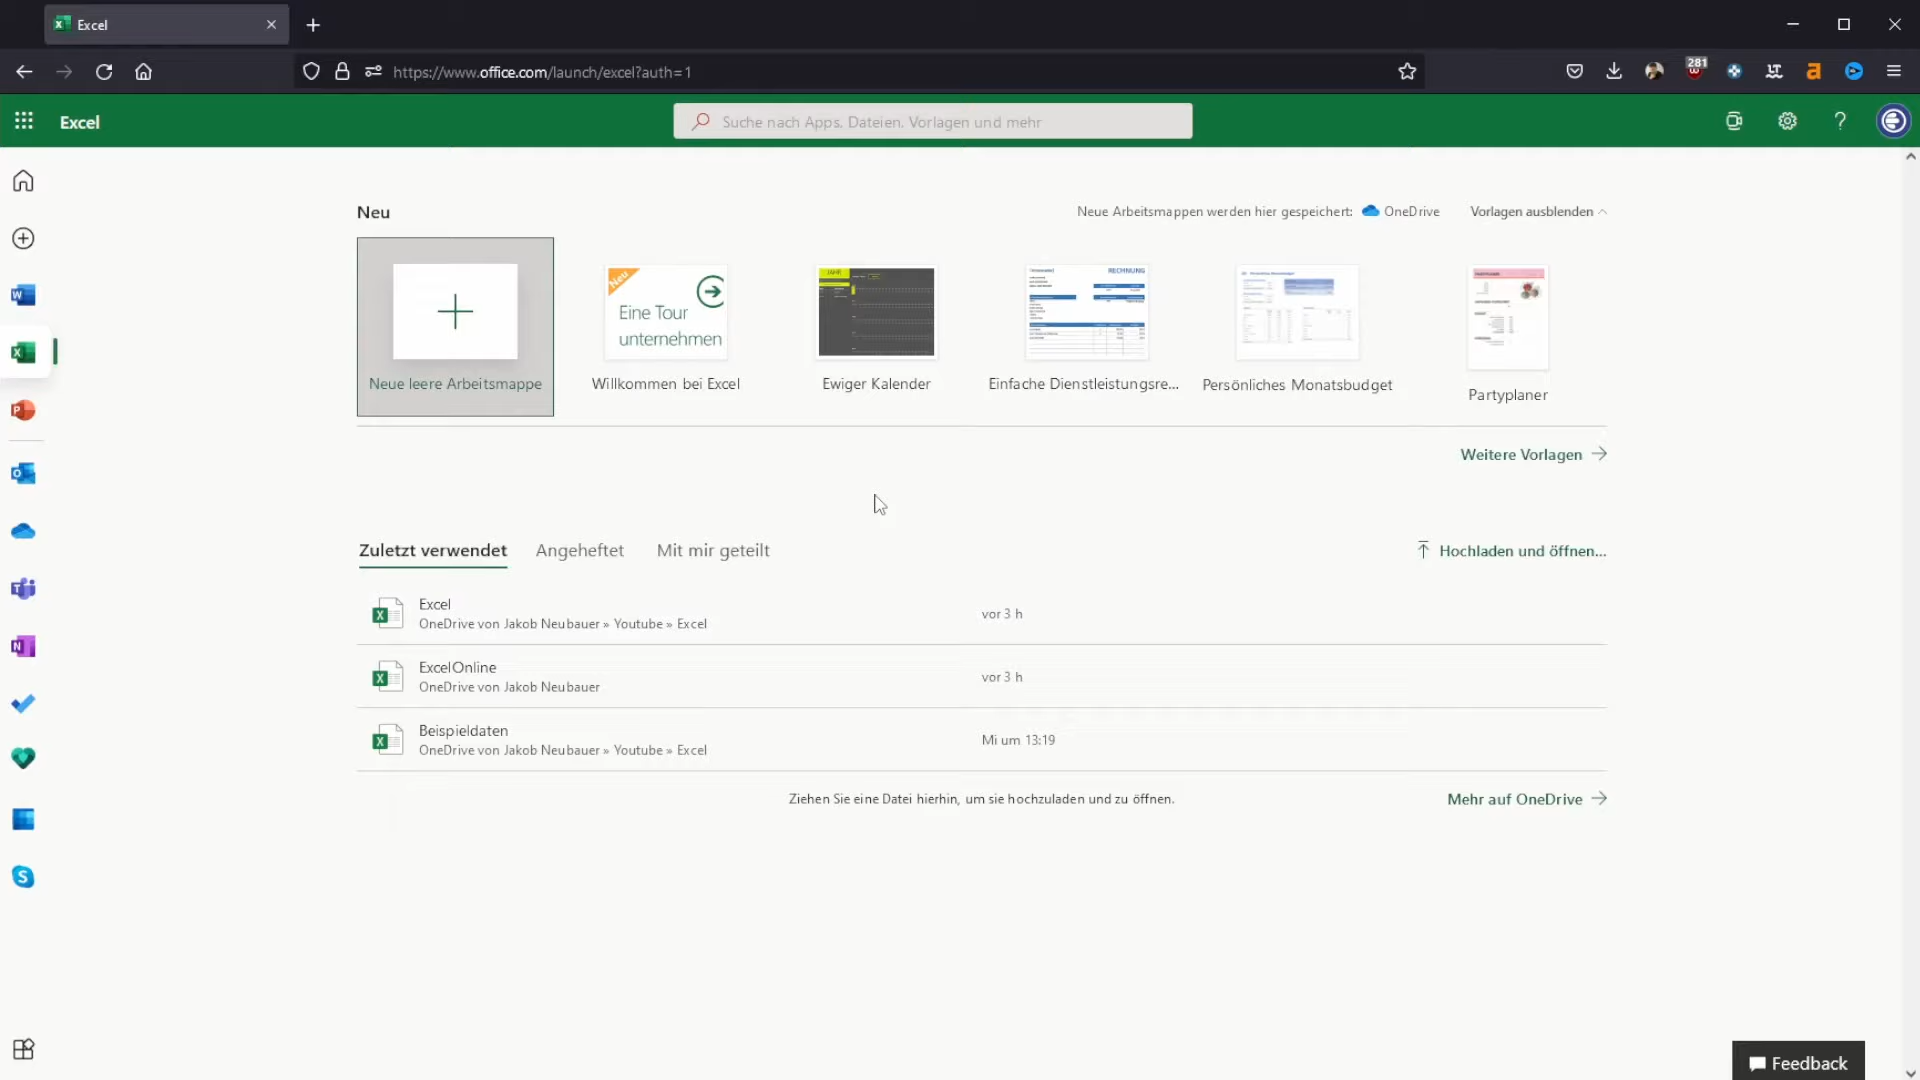 Excel
https://www.office.com/launch/excel?auth=1
281
Excel
Suche nach Apps, Dateien, Vorlagen und mehr
Neu
Neue Arbeitsmappen werden hier gespeichert: OneDrive
Vorlagen ausblenden
Neu
Eine Tour
unternehmen
JAHR
RECHNUNG
Neue leere Arbeitsmappe
Willkommen bei Excel
Ewiger Kalender
Einfache Dienstleistungsre...
Persönliches Monatsbudget
Partyplaner
Weitere Vorlagen
Zuletzt verwendet
Angeheftet
Mit mir geteilt
Hochladen und öffnen...
Excel
OneDrive von Jakob Neubauer » Youtube » Excel
vor 3 h
ExcelOnline
OneDrive von Jakob Neubauer
vor 3 h
Beispieldaten
OneDrive von Jakob Neubauer » Youtube » Excel
Mi um 13:19
Ziehen Sie eine Datei hierhin, um sie hochzuladen und zu öffnen.
Mehr auf OneDrive
Feedback